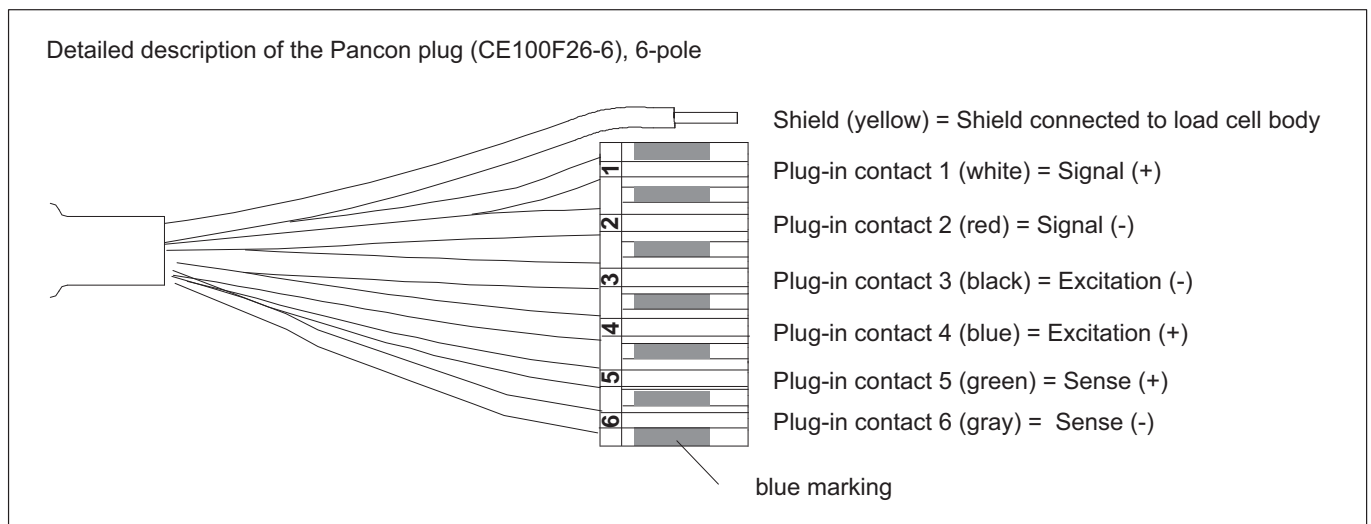 Detailed description of the Pancon plug (CE100F26-6), 6-pole
Shield (yellow) = Shield connected to load cell body
1
Plug-in contact 1 (white) = Signal (+)
2
Plug-in contact 2 (red) = Signal (-)
3
Plug-in contact 3 (black) = Excitation (-)
4
Plug-in contact 4 (blue) = Excitation (+)
5
Plug-in contact 5 (green) = Sense (+)
6
Plug-in contact 6 (gray) = Sense (-)
blue marking